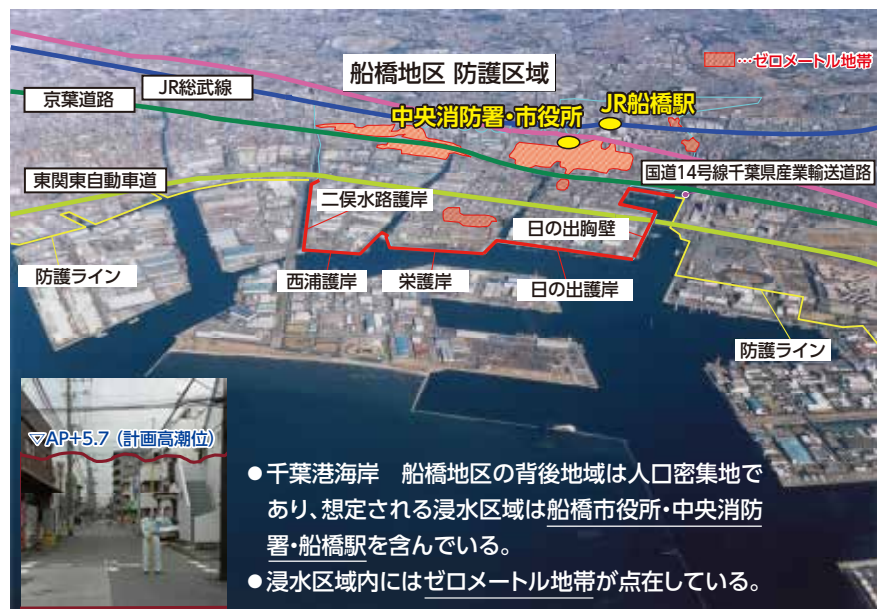 …ゼロメートル地帯
船橋地区 防護区域
JR総武線
JR船橋駅
京葉道路
中央消防署・市役所
国道14号線千葉県産業輸送道路
東関東自動車道
二俣水路護岸
日の出胸壁
防護ライン
西浦護岸
栄護岸
日の出護岸
防護ライン
▽AP+5.7（計画高潮位）
●千葉港海岸　船橋地区の背後地域は人口密集地で
あり、想定される浸水区域は船橋市役所・中央消防
署・船橋駅を含んでいる。
●浸水区域内にはゼロメートル地帯が点在している。